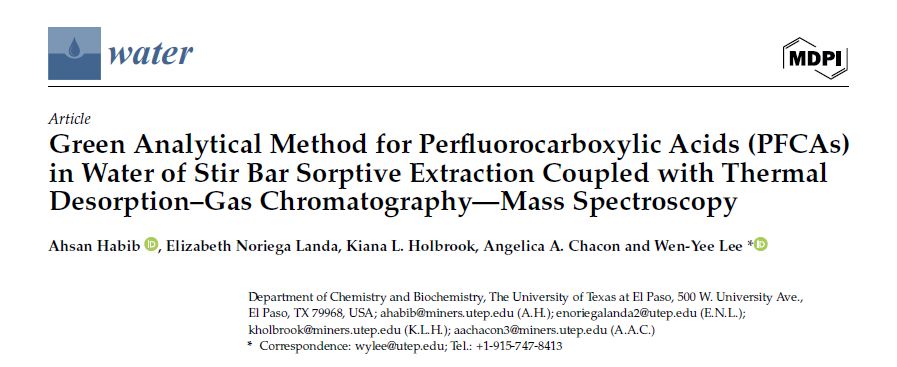 water
MDPI
Article
Green Analytical Method for Perfluorocarboxylic Acids (PFCAs)
in Water of Stir Bar Sorptive Extraction Coupled with Thermal
Desorption–Gas Chromatography—Mass Spectroscopy
Ahsan Habib iD, Elizabeth Noriega Landa, Kiana L. Holbrook, Angelica A. Chacon and Wen-Yee Lee * iD
Department of Chemistry and Biochemistry, The University of Texas at El Paso, 500 W. University Ave.,
El Paso, TX 79968, USA; ahabib@miners.utep.edu (A.H.); enoriegalanda2@utep.edu (E.N.L.);
kholbrook@miners.utep.edu (K.L.H.); aachacon3@miners.utep.edu (A.A.C.)
* Correspondence: wylee@utep.edu; Tel.: +1-915-747-8413